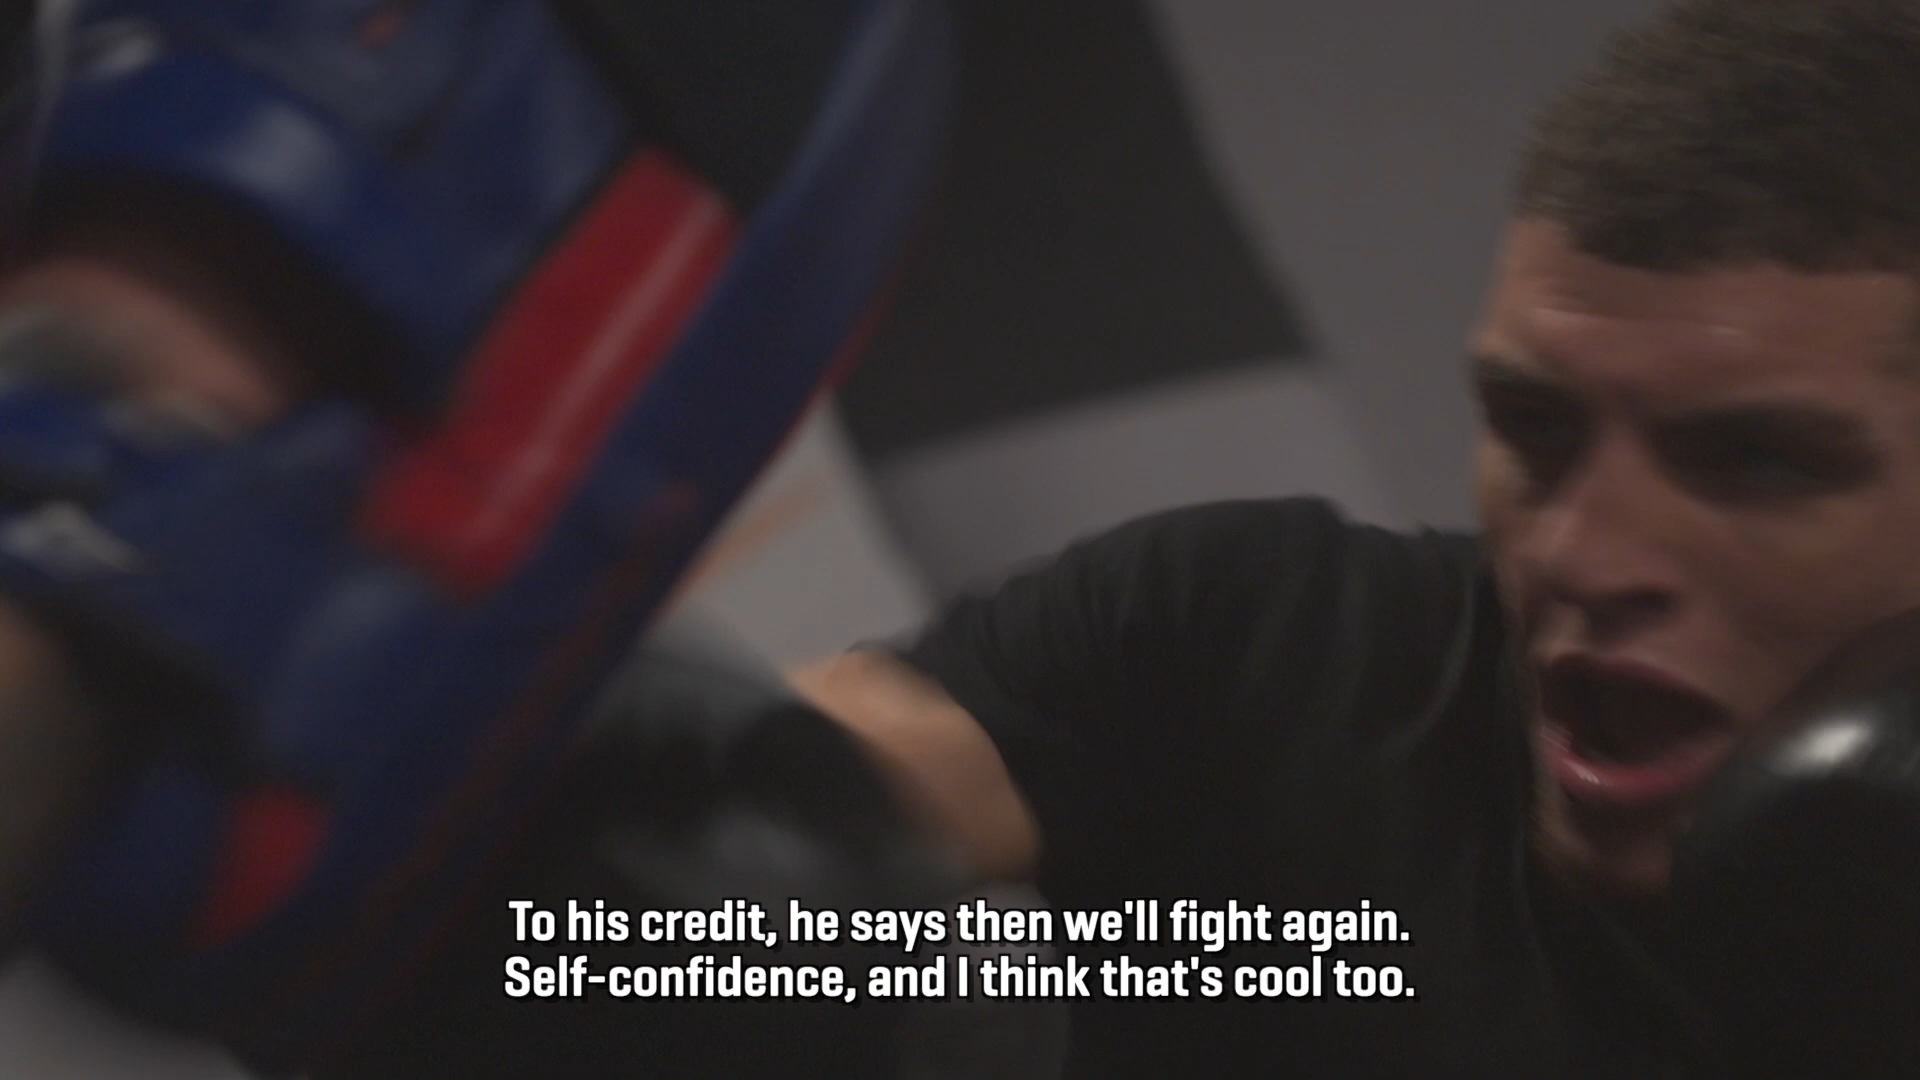 To his credit, he says then we'll fight again.
Self-confidence, and I think that's cool too.